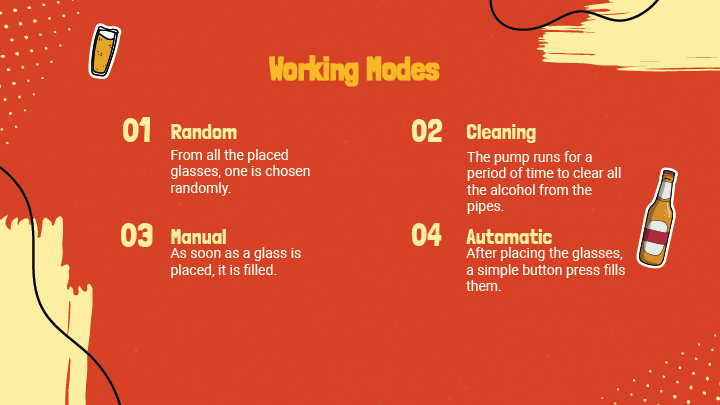 Working Modes
01
Random
From all the placed
glasses, one is chosen
randomly.
02
Cleaning
The pump runs for a
period of time to clear all
the alcohol from the
pipes.
03
Manual
As soon as a glass is
placed, it is filled.
04
Automatic
After placing the glasses,
a simple button press fills
them.